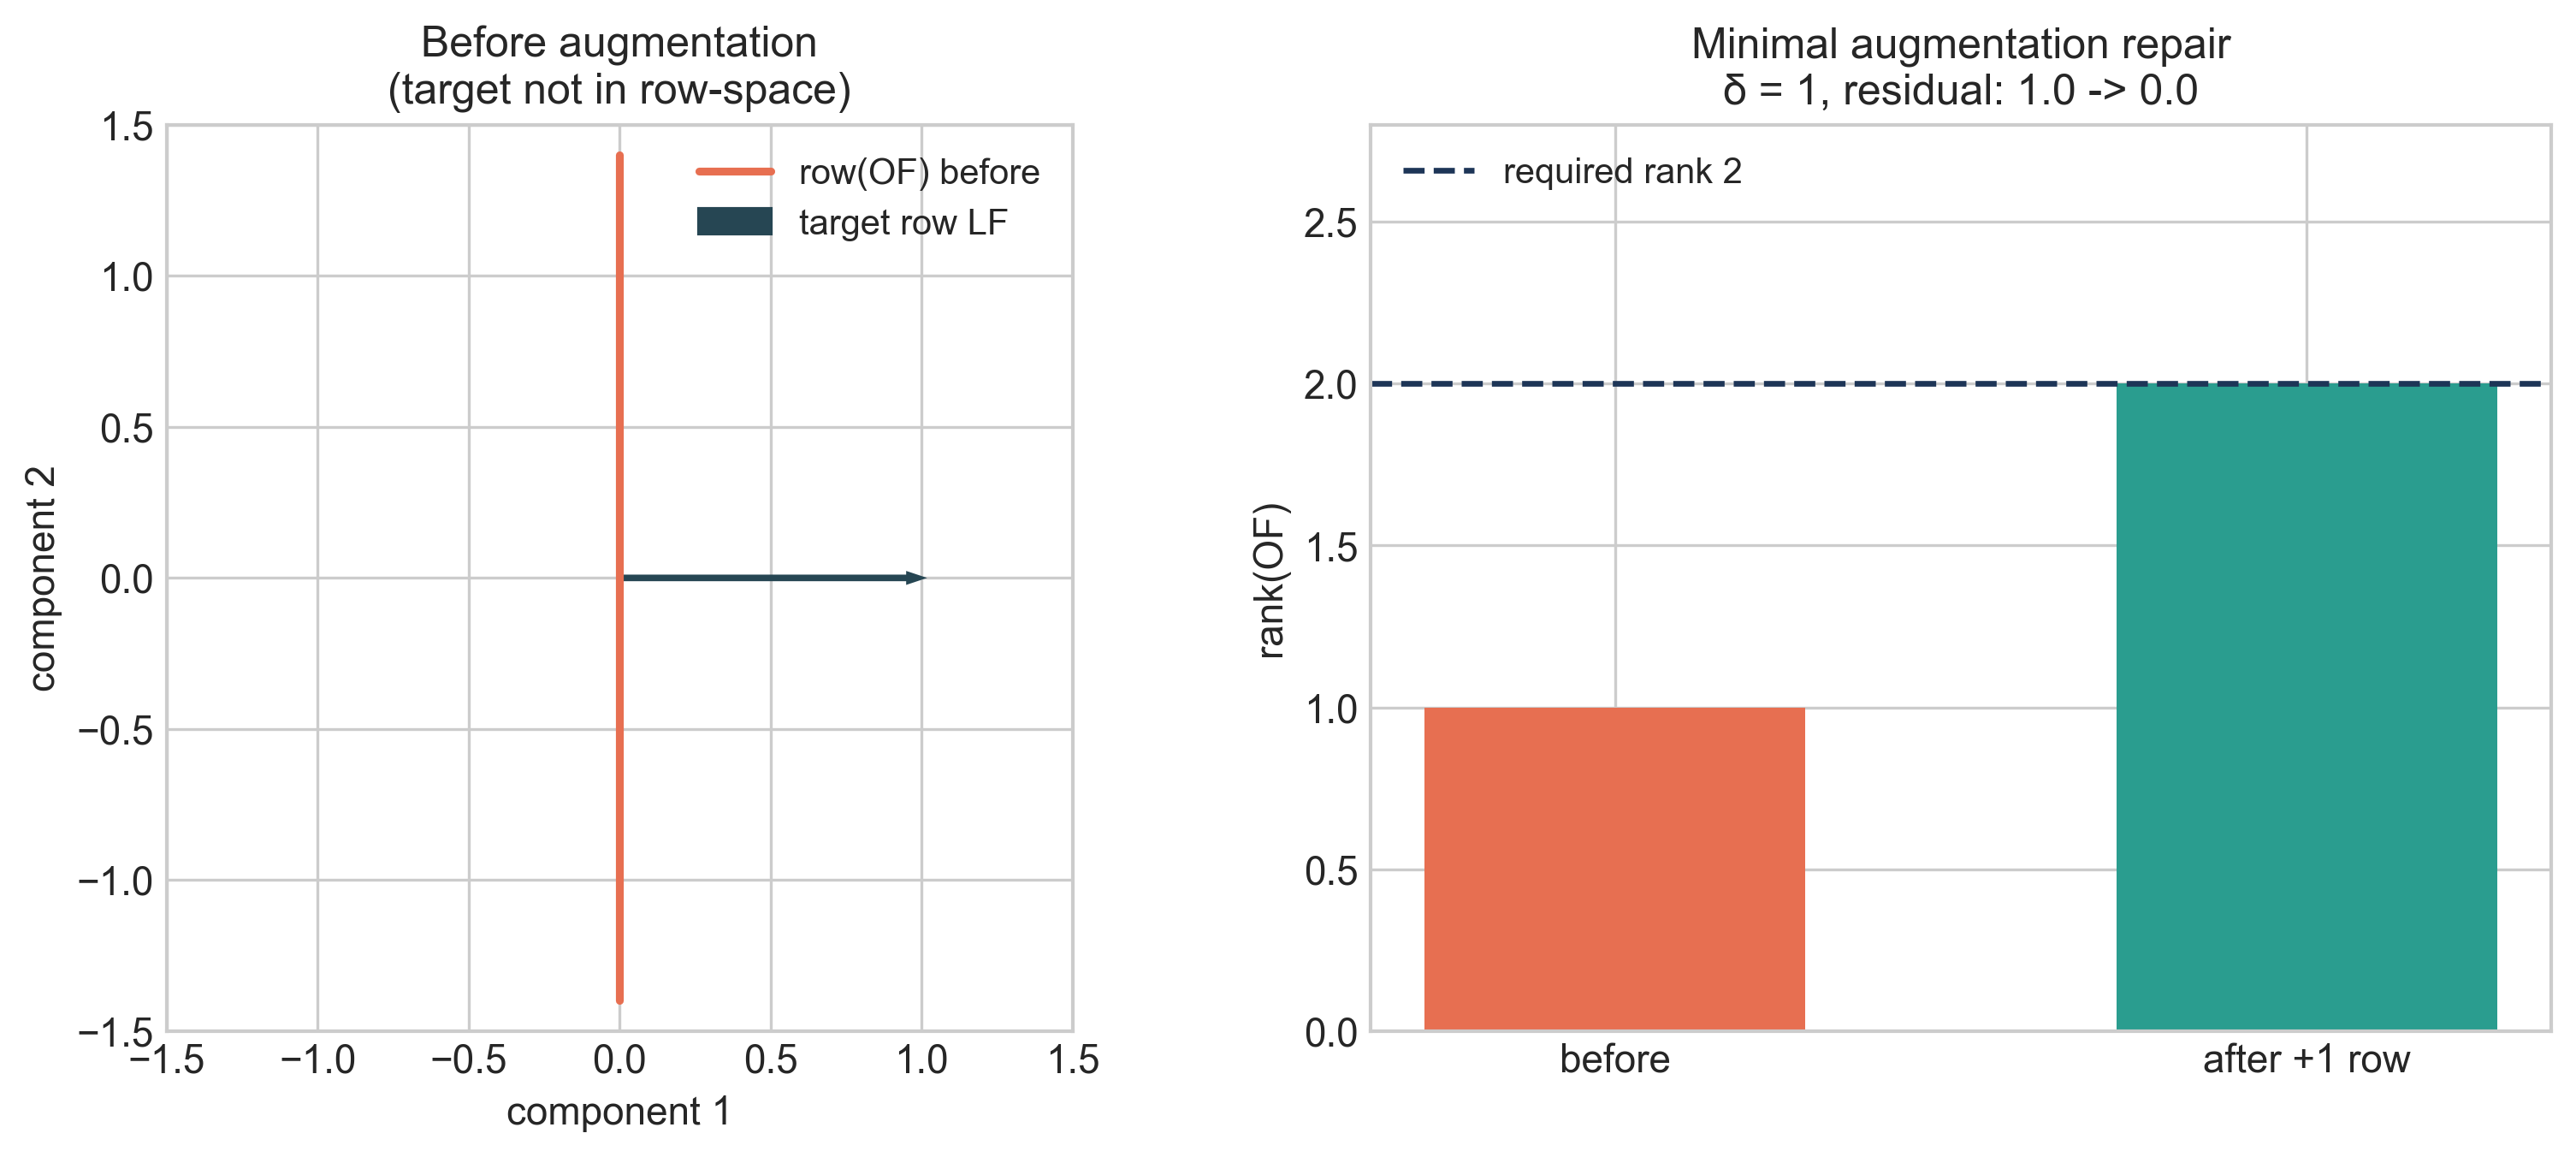 Before augmentation
(target not in row-space)
1.5
1.0
0.5
0.0
−0.5
−1.0
−1.5
component 2
row(OF) before
target row LF
−1.5
−1.0
−0.5
0.0
0.5
1.0
1.5
component 1
Minimal augmentation repair
δ = 1, residual: 1.0 -> 0.0
required rank 2
2.5
2.0
1.5
1.0
0.5
0.0
rank(OF)
before
after +1 row